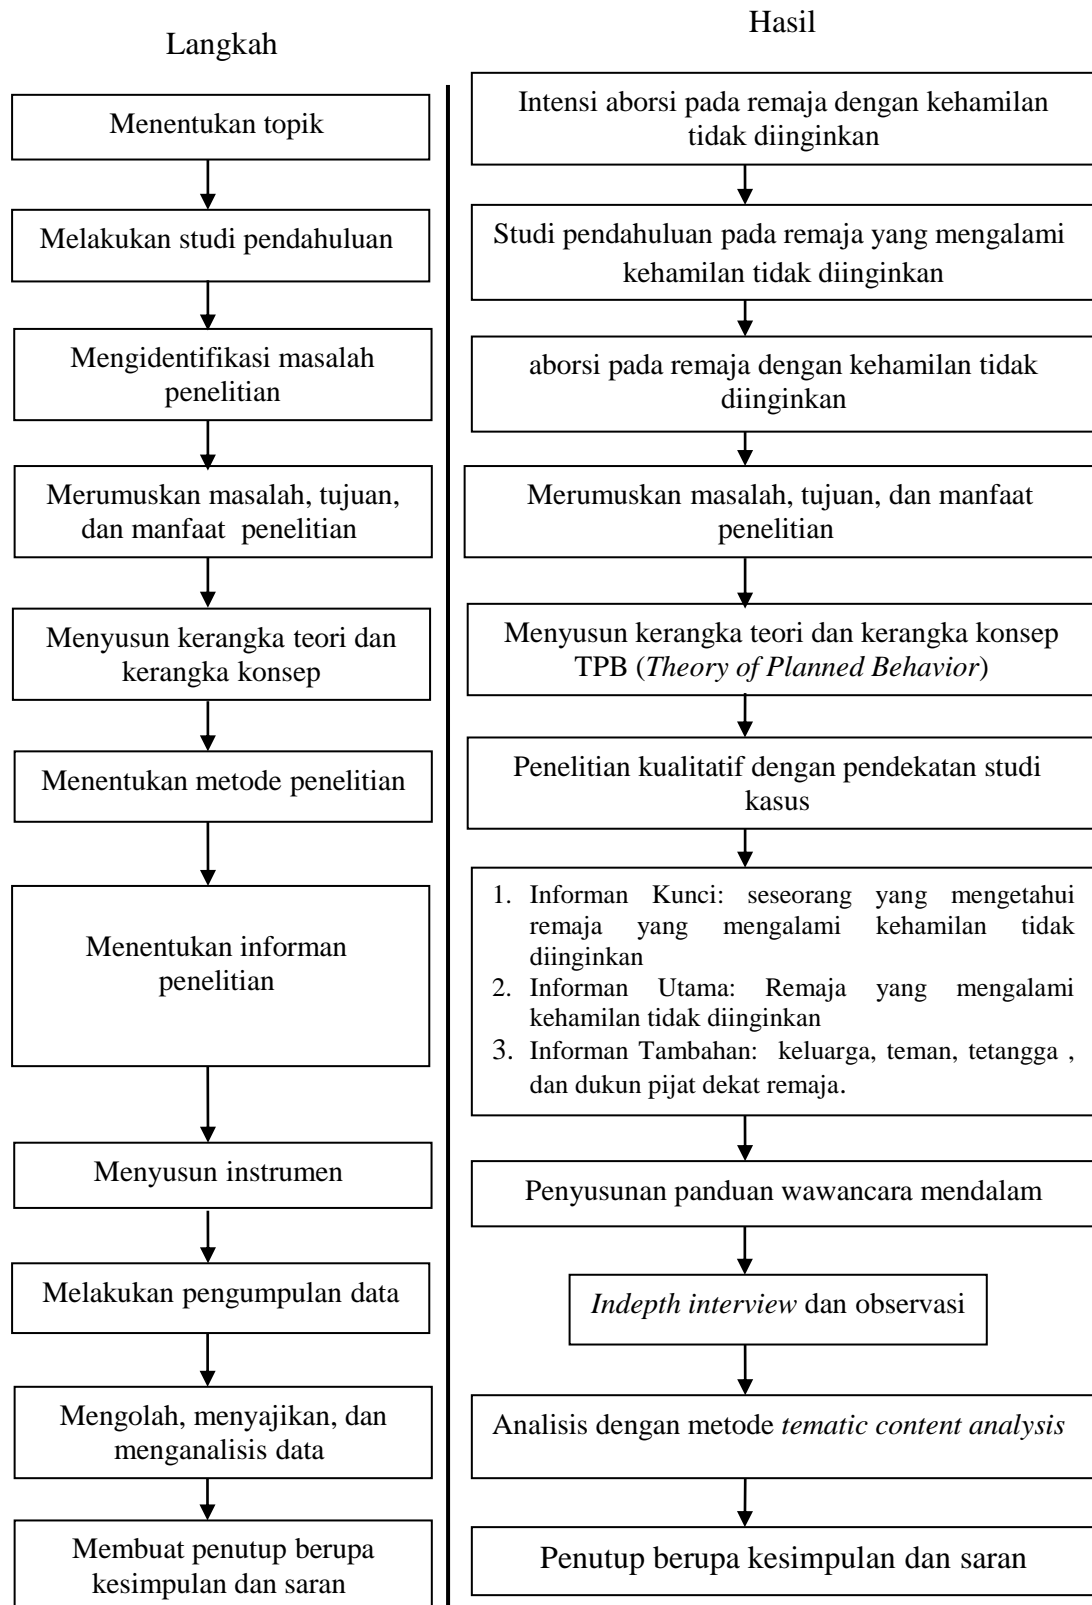 Langkah
Menentukan topik
Melakukan studi pendahuluan
Mengidentifikasi masalah
penelitian
Merumuskan masalah, tujuan,
dan manfaat penelitian
Menyusun kerangka teori dan
kerangka konsep
Menentukan metode penelitian
Menentukan informan
penelitian
Menyusun instrumen
Melakukan pengumpulan data
Mengolah, menyajikan, dan
menganalisis data
Membuat penutup berupa
kesimpulan dan saran
Hasil
Intensi aborsi pada remaja dengan kehamilan
tidak diinginkan
Studi pendahuluan pada remaja yang mengalami
kehamilan tidak diinginkan
aborsi pada remaja dengan kehamilan tidak
diinginkan
Merumuskan masalah, tujuan, dan manfaat
penelitian
Menyusun kerangka teori dan kerangka konsep
TPB (Theory of Planned Behavior)
Penelitian kualitatif dengan pendekatan studi
kasus
1. Informan Kunci: seseorang yang mengetahui
remaja yang mengalami kehamilan tidak
diinginkan
2. Informan Utama: Remaja yang mengalami
kehamilan tidak diinginkan
3. Informan Tambahan: keluarga, teman, tetangga ,
dan dukun pijat dekat remaja.
Penyusunan panduan wawancara mendalam
Indepth interview dan observasi
Analisis dengan metode tematic content analysis
Penutup berupa kesimpulan dan saran